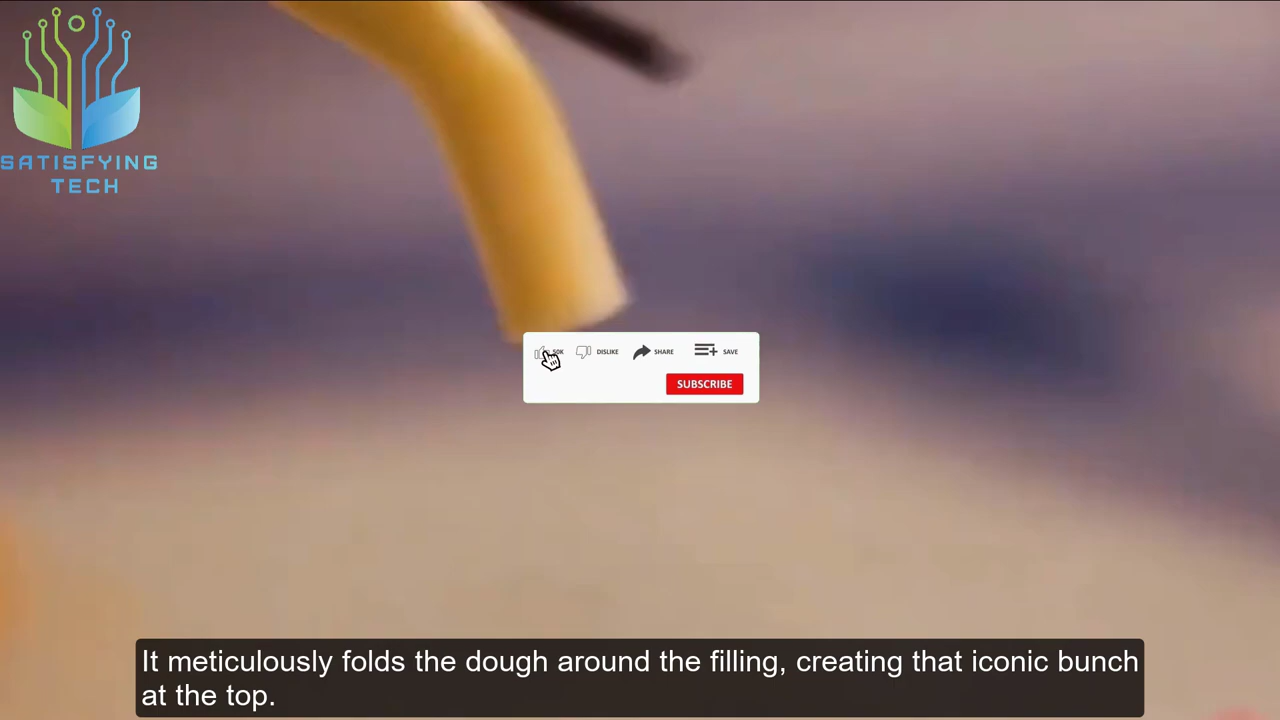 SATISFYING
TECH
50K DISLIKE SHARE SAVE
SUBSCRIBE
It meticulously folds the dough around the filling, creating that iconic bunch
at the top.